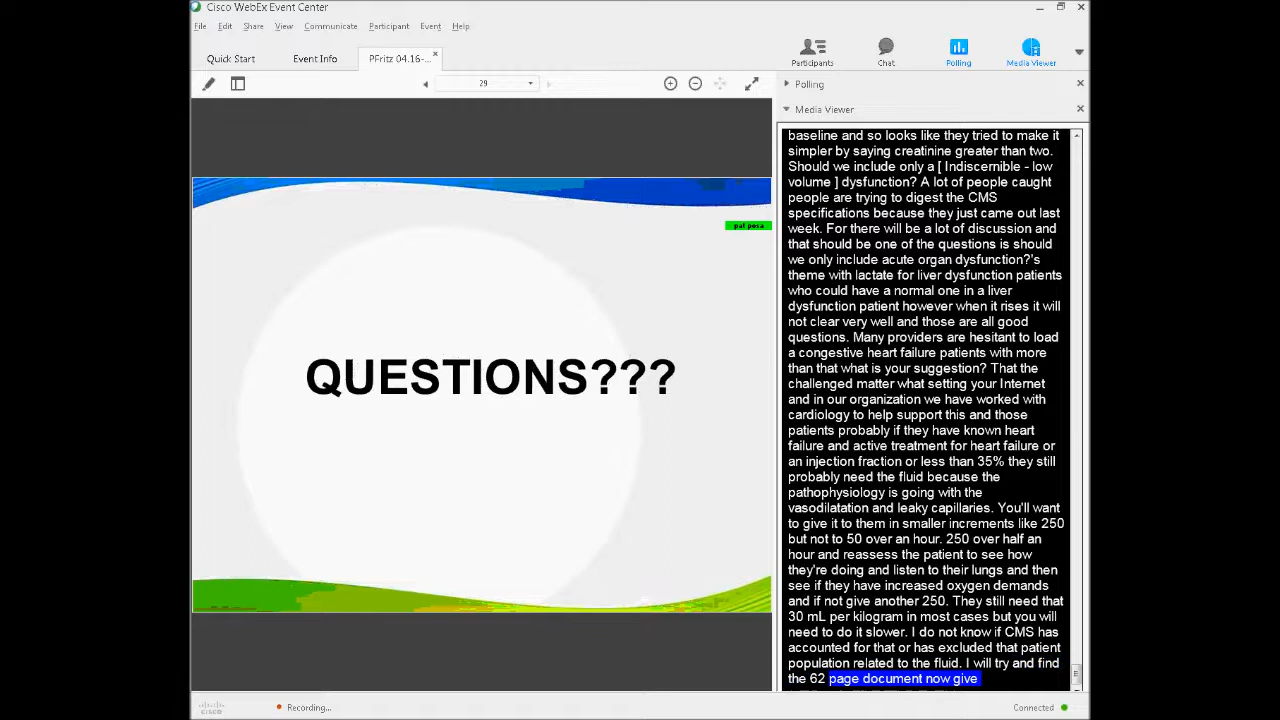 Cisco WebEx Event Center
File Edit Share View Communicate Participant Event Help
Quick Start Event Info PFritz 04.16-...
Participants Chat Polling Media Viewer
29
Polling
Media Viewer
pat posa
QUESTIONS???
baseline and so looks like they tried to make it
simpler by saying creatinine greater than two.
Should we include only a [ Indiscernible - low
volume ] dysfunction? A lot of people caught
people are trying to digest the CMS
specifications because they just came out last
week. For there will be a lot of discussion and
that should be one of the questions is should
we only include acute organ dysfunction?'s
theme with lactate for liver dysfunction patients
who could have a normal one in a liver
dysfunction patient however when it rises it will
not clear very well and those are all good
questions. Many providers are hesitant to load
a congestive heart failure patients with more
than that what is your suggestion? That the
challenged matter what setting your Internet
and in our organization we have worked with
cardiology to help support this and those
patients probably if they have known heart
failure and active treatment for heart failure or
an injection fraction or less than 35% they still
probably need the fluid because the
pathophysiology is going with the
vasodilatation and leaky capillaries. You'll want
to give it to them in smaller increments like 250
but not to 50 over an hour. 250 over half an
hour and reassess the patient to see how
they're doing and listen to their lungs and then
see if they have increased oxygen demands
and if not give another 250. They still need that
30 mL per kilogram in most cases but you will
need to do it slower. I do not know if CMS has
accounted for that or has excluded that patient
population related to the fluid. I will try and find
the 62 page document now give
cisco
Recording...
Connected